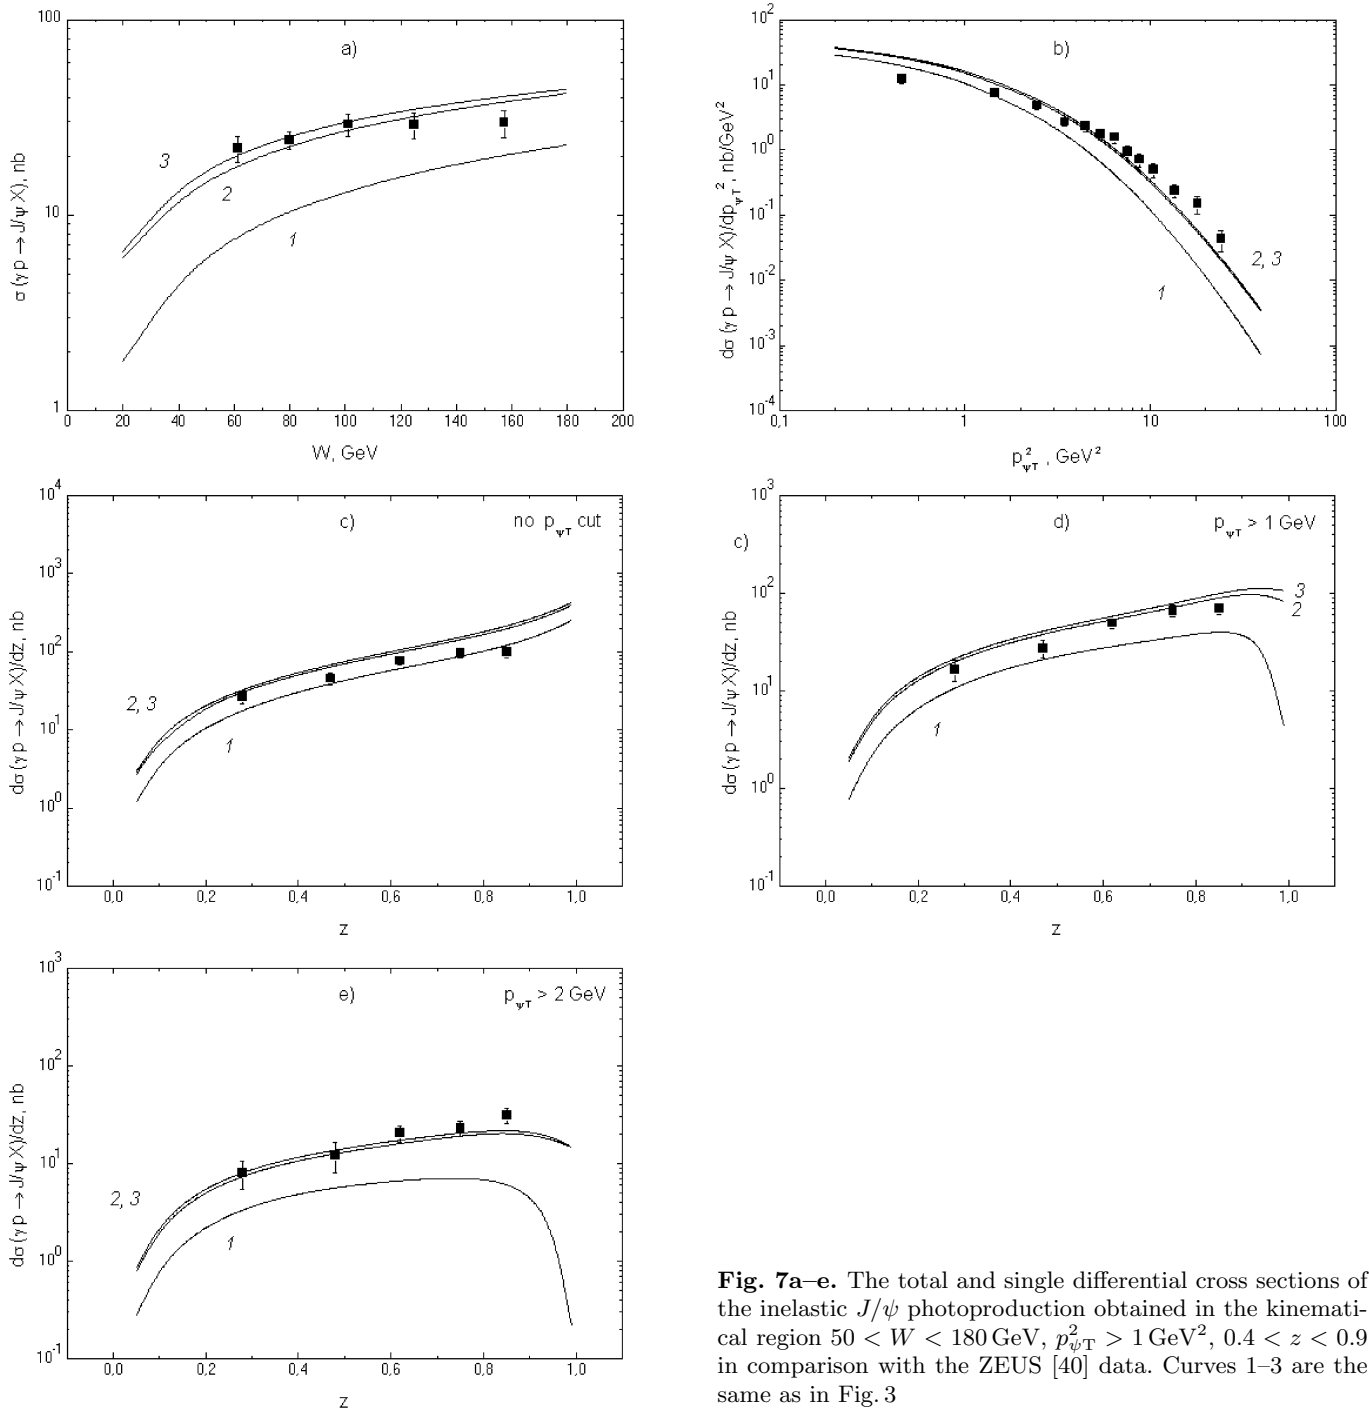 a)
100
10
1
σ (γ p → J/ψ X), nb
3
2
1
0 20 40 60 80 100 120 140 160 180 200
W, GeV
b)
10²
10¹
10⁰
10⁻¹
10⁻²
10⁻³
10⁻⁴
dσ (γ p → J/ψ X)/dp_ψT², nb/GeV²
2, 3
1
0,1 1 10 100
p²_ψT , GeV²
c)
no p_ψT cut
10⁴
10³
10²
10¹
10⁰
10⁻¹
dσ (γ p → J/ψ X)/dz, nb
2, 3
1
0,0 0,2 0,4 0,6 0,8 1,0
z
c)
d)
p_ψT > 1 GeV
10³
10²
10¹
10⁰
10⁻¹
dσ (γ p → J/ψ X)/dz, nb
3
2
1
0,0 0,2 0,4 0,6 0,8 1,0
z
e)
p_ψT > 2 GeV
10³
10²
10¹
10⁰
10⁻¹
dσ (γ p → J/ψ X)/dz, nb
2, 3
1
0,0 0,2 0,4 0,6 0,8 1,0
z
Fig. 7a–e. The total and single differential cross sections of
the inelastic J/ψ photoproduction obtained in the kinemati-
cal region 50 < W < 180 GeV, p²_ψT > 1 GeV², 0.4 < z < 0.9
in comparison with the ZEUS [40] data. Curves 1–3 are the
same as in Fig. 3